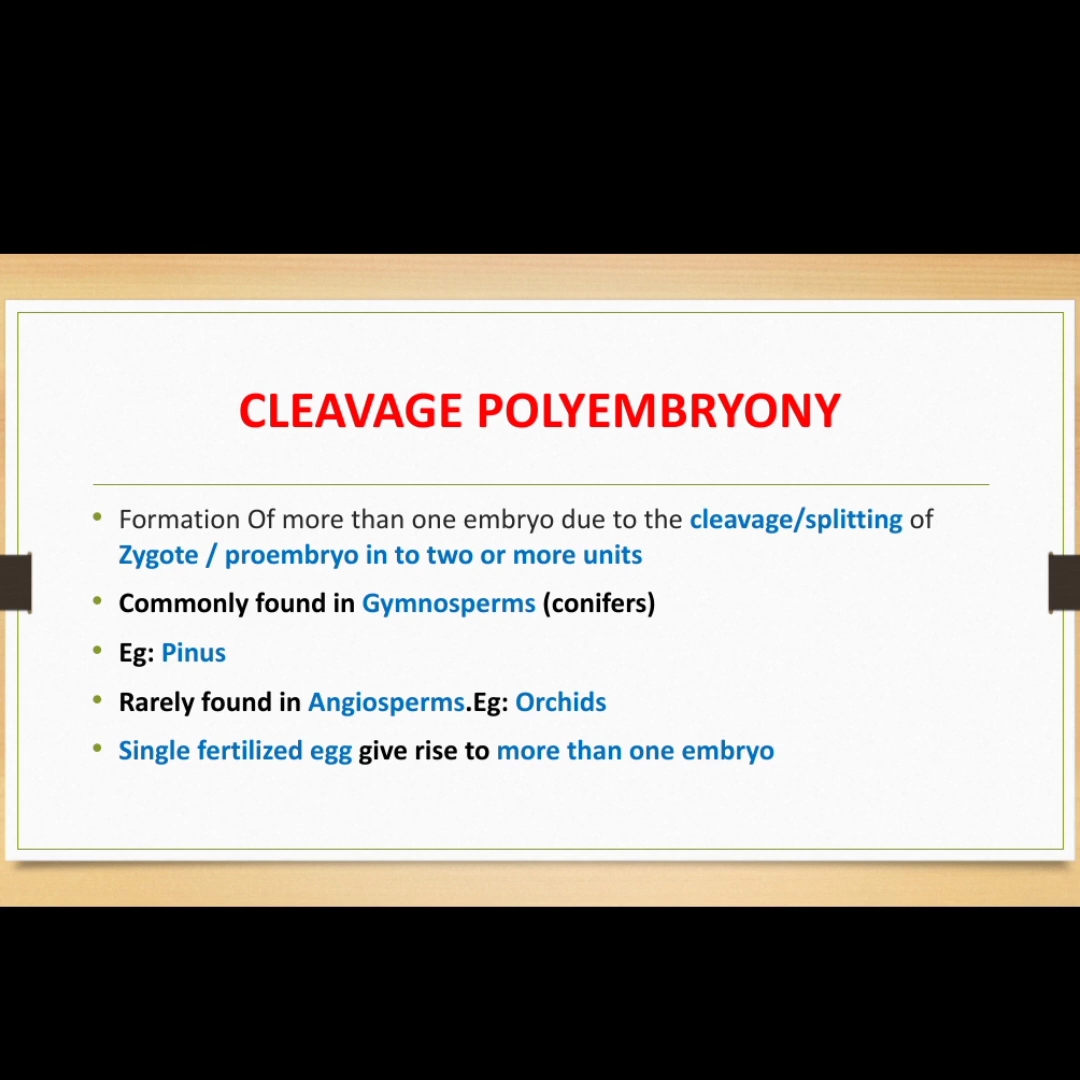 CLEAVAGE POLYEMBRYONY
• Formation Of more than one embryo due to the cleavage/splitting of
Zygote / proembryo in to two or more units
• Commonly found in Gymnosperms (conifers)
• Eg: Pinus
• Rarely found in Angiosperms.Eg: Orchids
• Single fertilized egg give rise to more than one embryo